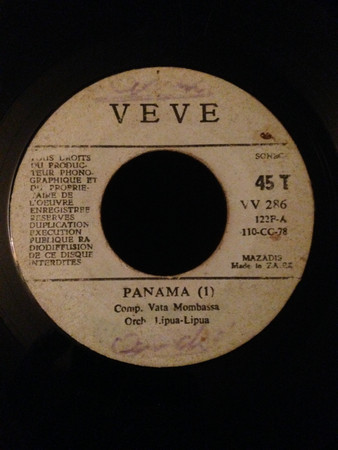 VEVE
TOUS DROITS
DU PRODUC-
TEUR PHONO-
GRAPHIQUE ET
DU PROPRIE-
TAIRE DE
L'OEUVRE
ENREGISTREE
RESERVES
DUPLICATION
EXECUTION
PUBLIQUE RA
DIODIFFUSION
DE CE DISQUE
INTERDITES
45 T
VV 286
122P-A
110-CC-78
MAZADIS
Made in ZAIRE
PANAMA (1)
Comp. Vata Mombassa
Orch Lipua-Lipua